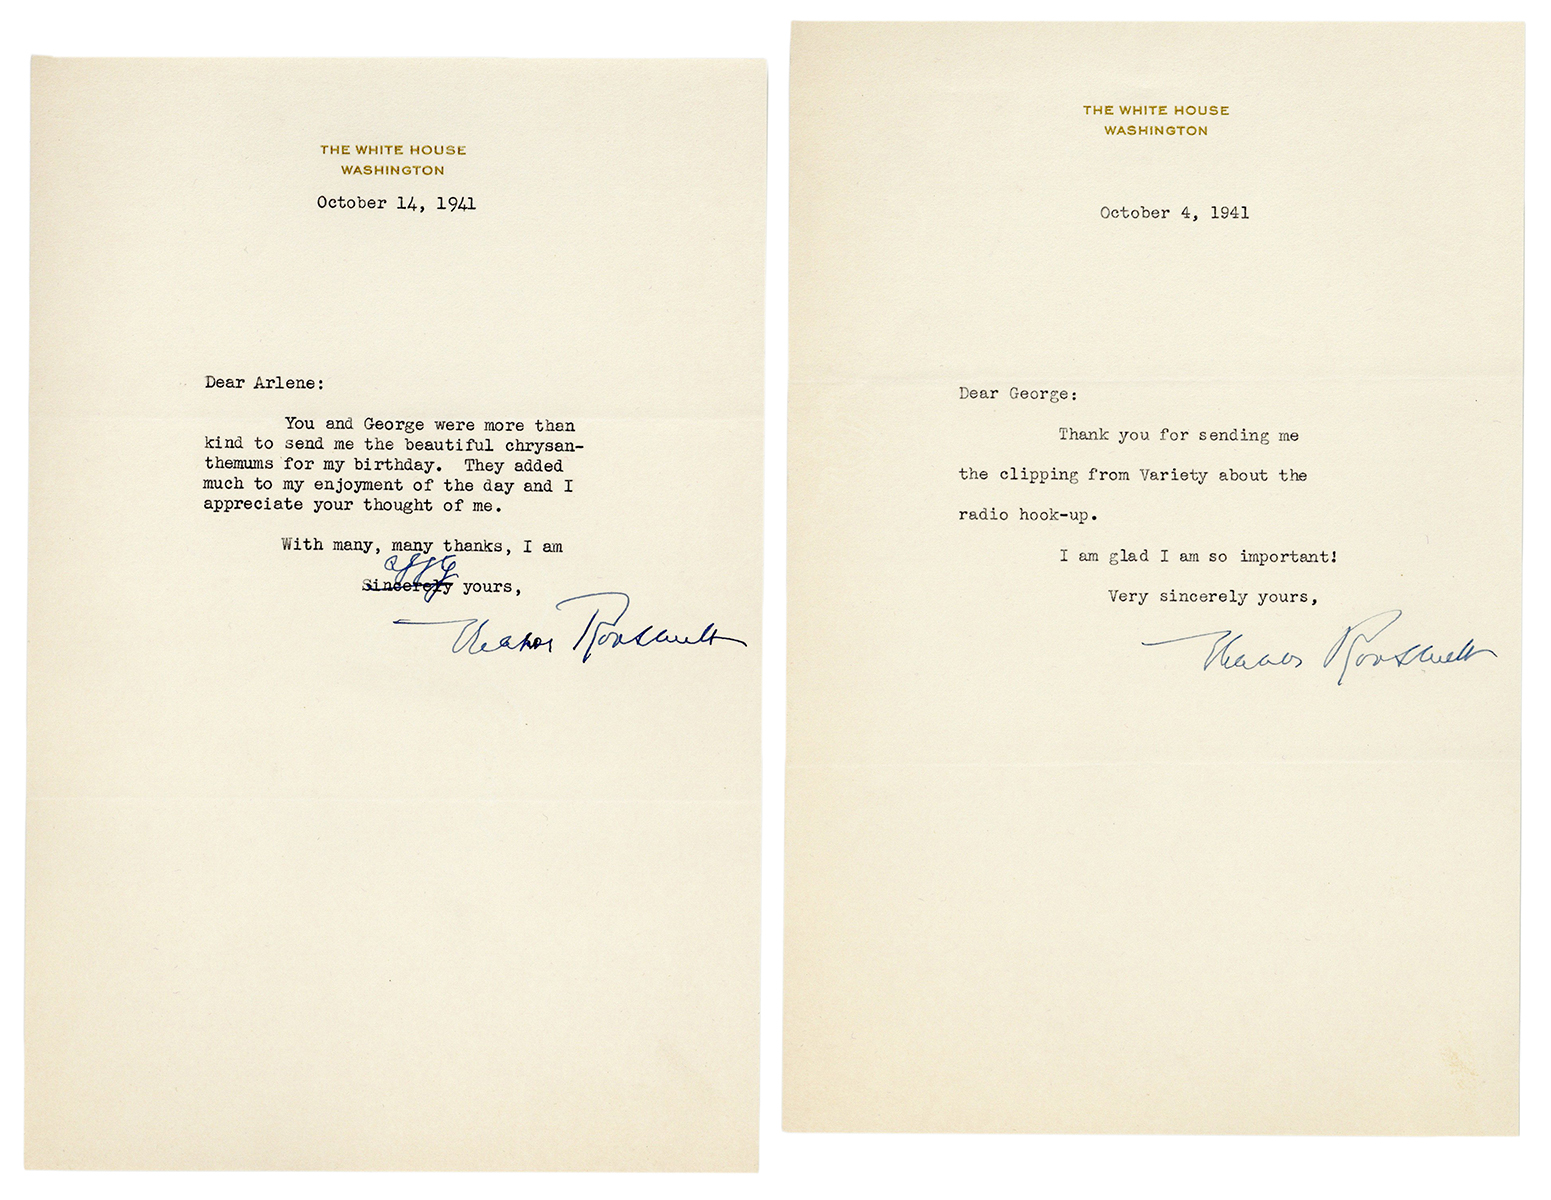 THE WHITE HOUSE
WASHINGTON
October 14, 1941
Dear Arlene:
You and George were more than
kind to send me the beautiful chrysan-
themums for my birthday. They added
much to my enjoyment of the day and I
appreciate your thought of me.
With many, many thanks, I am
Sincerely yours,
Eleanor Roosevelt
THE WHITE HOUSE
WASHINGTON
October 4, 1941
Dear George:
Thank you for sending me
the clipping from Variety about the
radio hook-up.
I am glad I am so important!
Very sincerely yours,
Eleanor Roosevelt